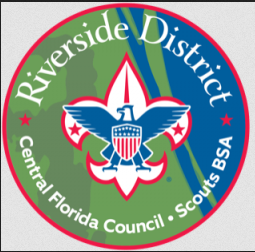 Riverside District
Central Florida Council • Scouts BSA